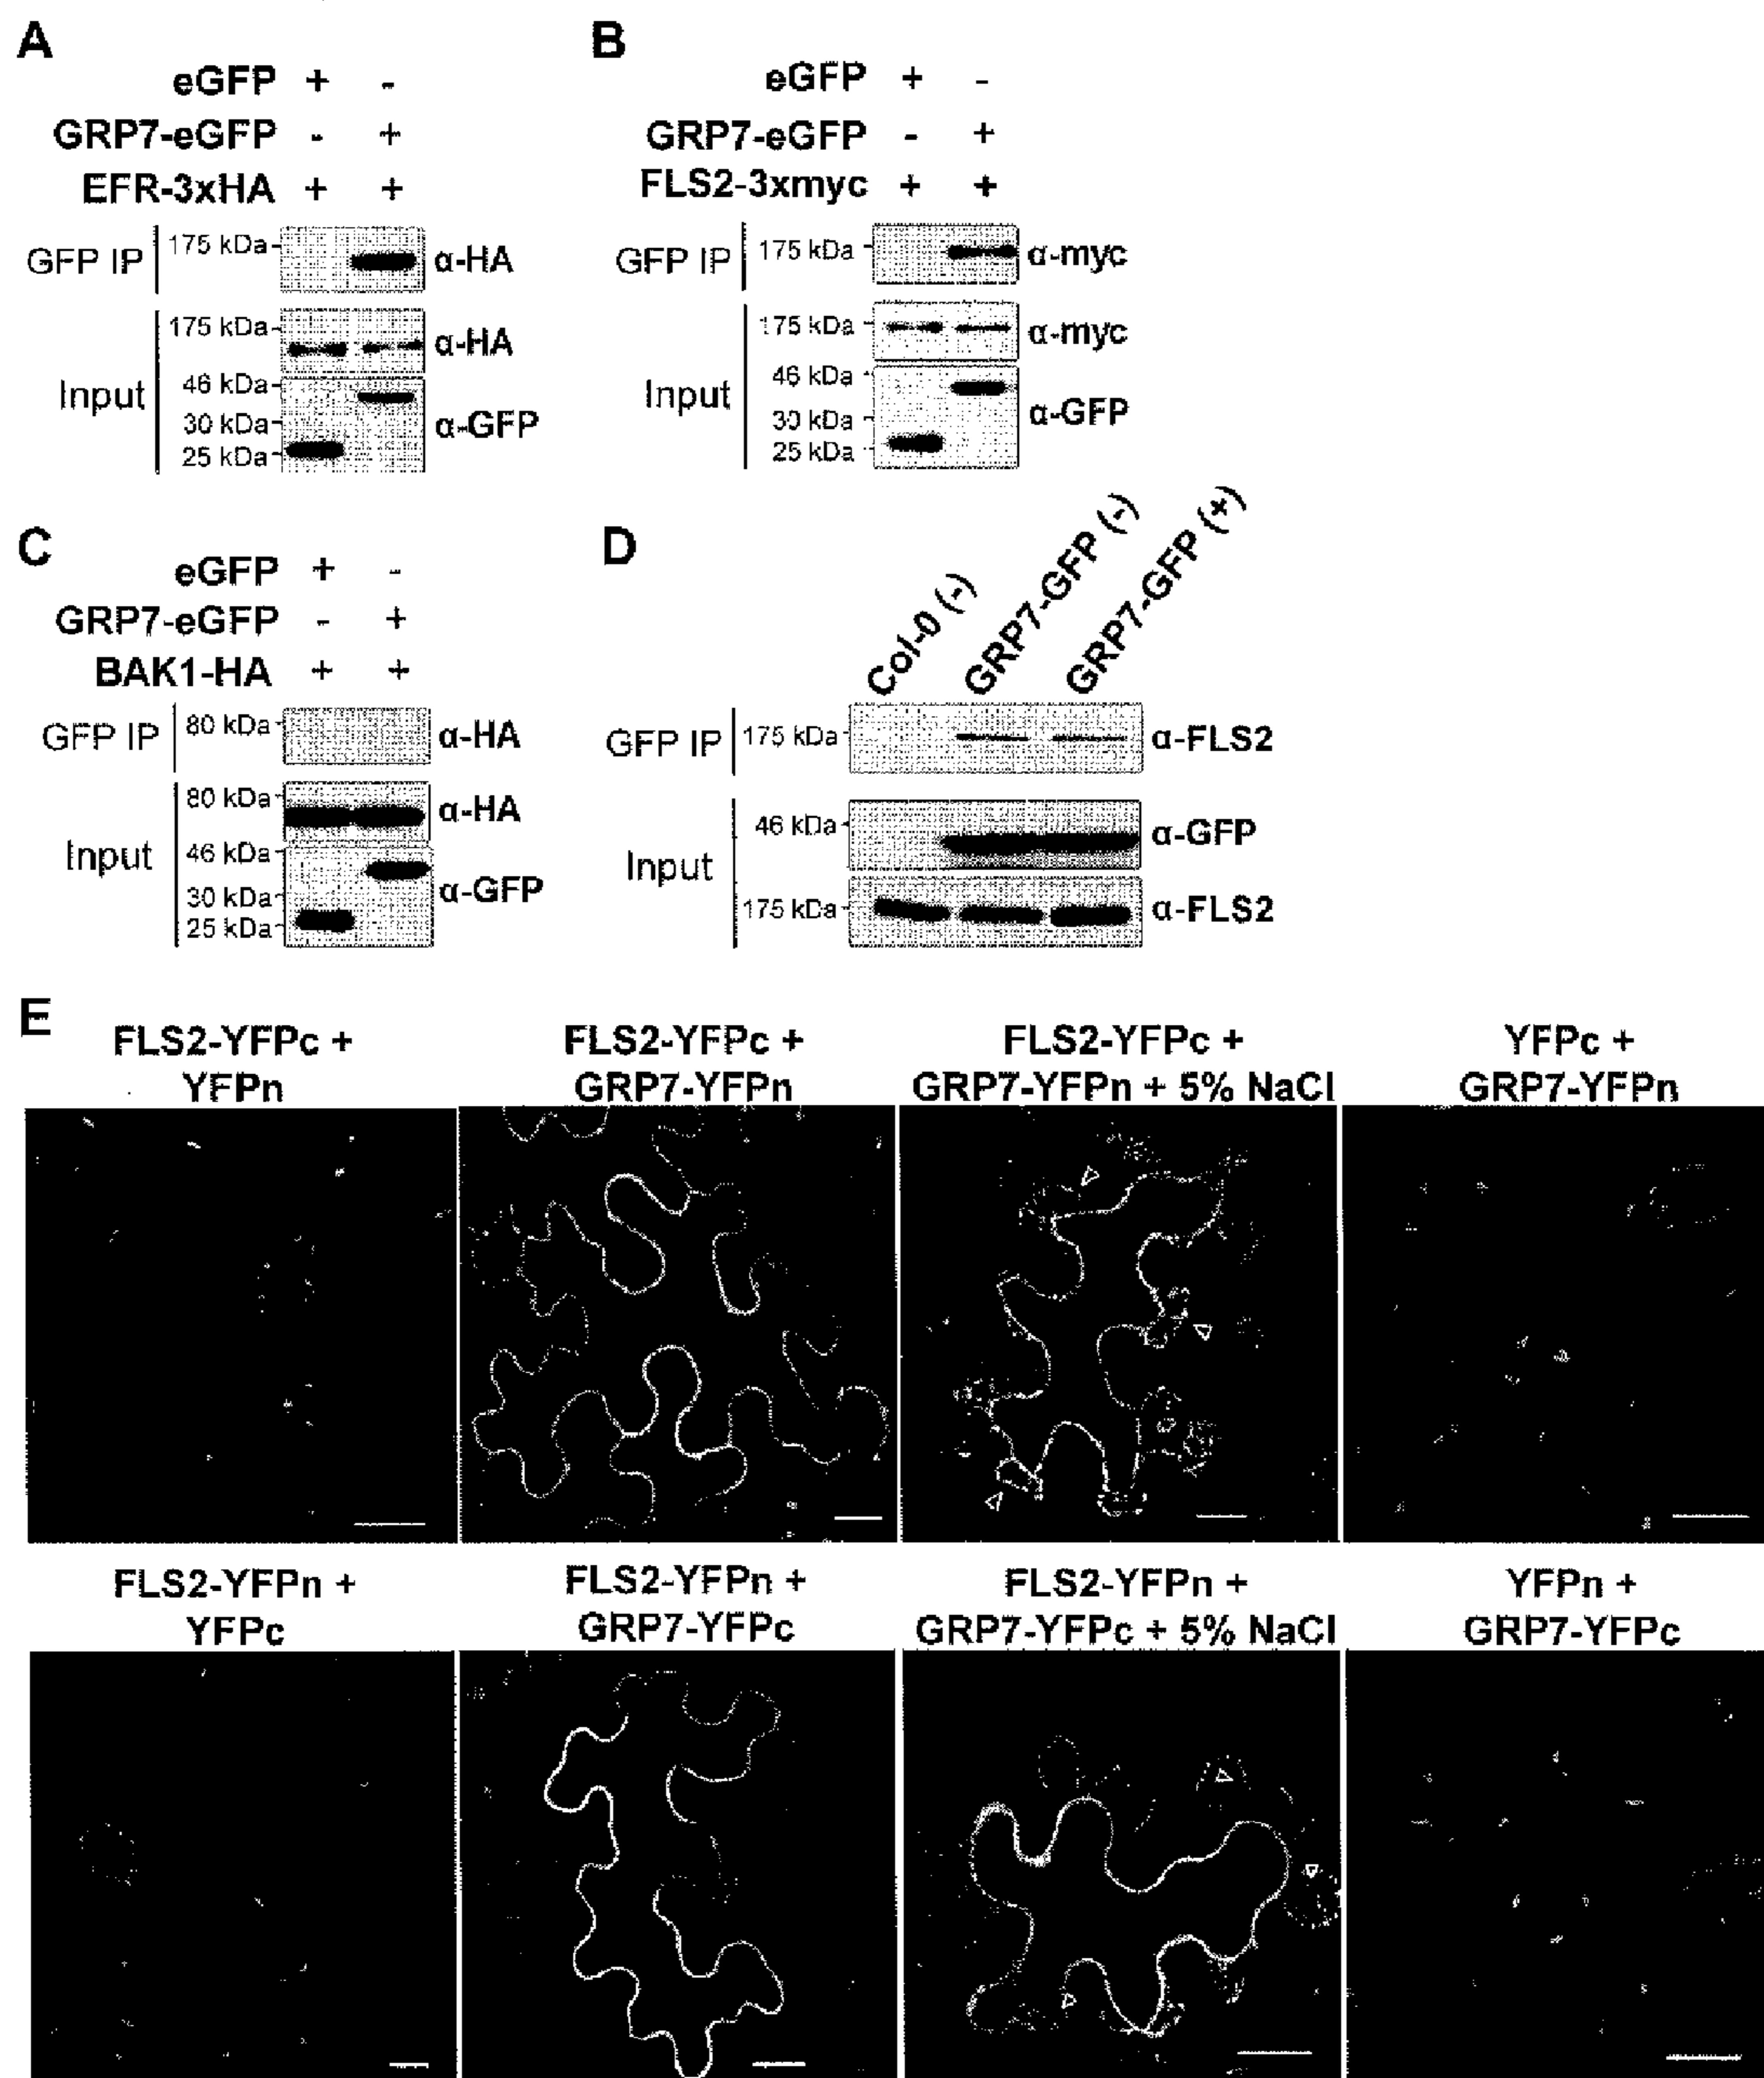 A
eGFP + -
GRP7-eGFP - +
EFR-3xHA + +
GFP IP 175 kDa α-HA
Input 175 kDa α-HA
46 kDa
30 kDa
25 kDa
α-GFP
B
eGFP + -
GRP7-eGFP - +
FLS2-3xmyc + +
GFP IP 175 kDa α-myc
Input 175 kDa α-myc
46 kDa
30 kDa
25 kDa
α-GFP
C
eGFP + -
GRP7-eGFP - +
BAK1-HA + +
GFP IP 80 kDa α-HA
Input 80 kDa α-HA
46 kDa
30 kDa
25 kDa
α-GFP
D
Col-0 (-)
GRP7-GFP (-)
GRP7-GFP (+)
GFP IP 175 kDa α-FLS2
Input 46 kDa α-GFP
175 kDa α-FLS2
E
FLS2-YFPc +
YFPn
FLS2-YFPc +
GRP7-YFPn
FLS2-YFPc +
GRP7-YFPn + 5% NaCl
YFPc +
GRP7-YFPn
FLS2-YFPn +
YFPc
FLS2-YFPn +
GRP7-YFPc
FLS2-YFPn +
GRP7-YFPc + 5% NaCl
YFPn +
GRP7-YFPc